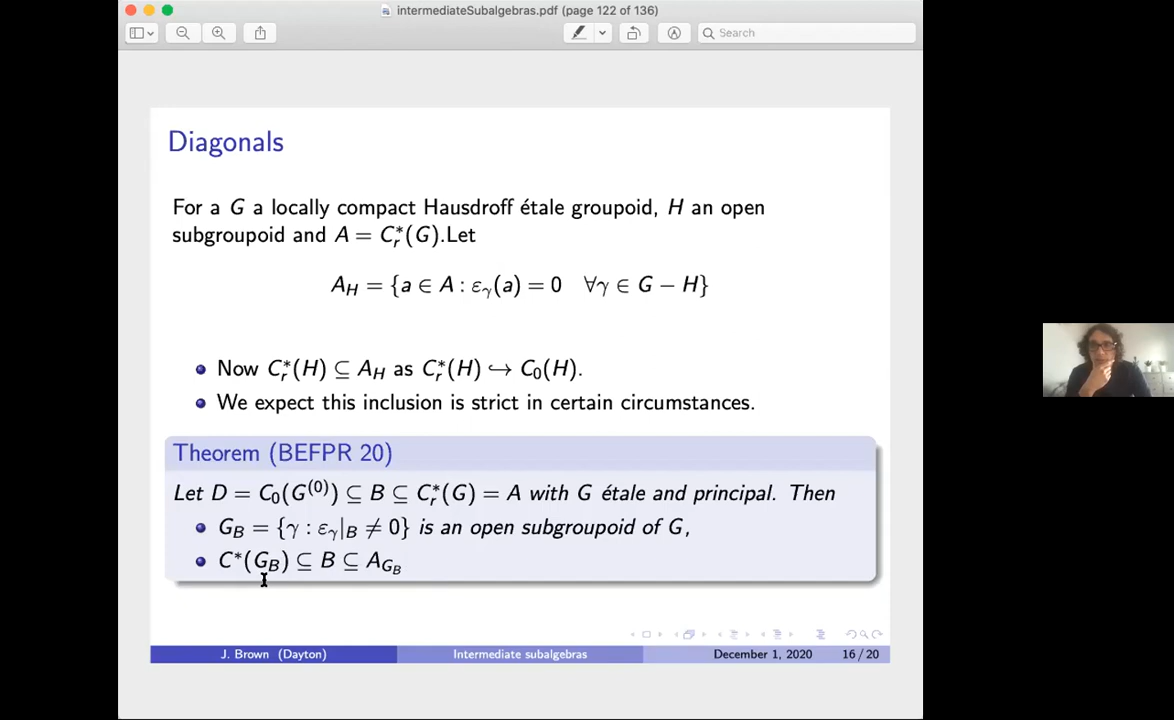 intermediateSubalgebras.pdf (page 122 of 136)
Search
Diagonals
For a G a locally compact Hausdroff étale groupoid, H an open
subgroupoid and A = C*_r(G).Let
A_H = {a ∈ A : ε_γ(a) = 0 ∀γ ∈ G − H}
Now C*_r(H) ⊆ A_H as C*_r(H) ↪ C_0(H).
We expect this inclusion is strict in certain circumstances.
Theorem (BEFPR 20)
Let D = C_0(G^(0)) ⊆ B ⊆ C*_r(G) = A with G étale and principal. Then
G_B = {γ : ε_γ|_B ≠ 0} is an open subgroupoid of G,
C*(G_B) ⊆ B ⊆ A_{G_B}
J. Brown (Dayton) Intermediate subalgebras December 1, 2020 16 / 20